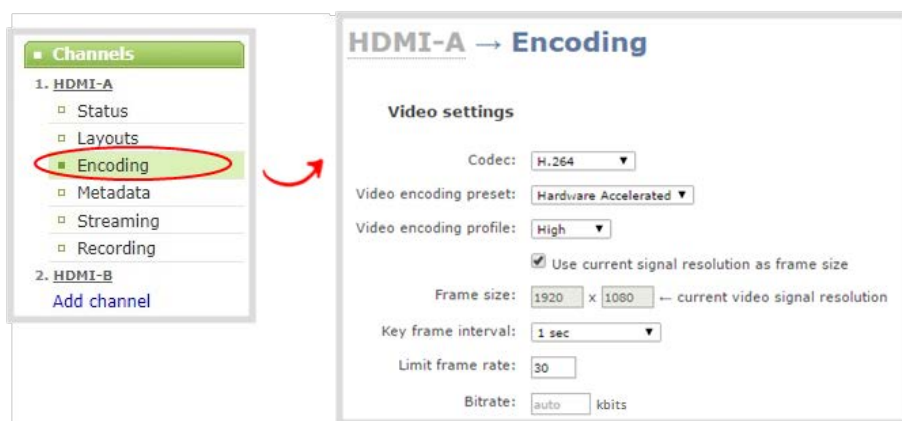 Channels
1. HDMI-A
Status
Layouts
Encoding
Metadata
Streaming
Recording
2. HDMI-B
Add channel
HDMI-A → Encoding
Video settings
Codec: H.264
Video encoding preset: Hardware Accelerated
Video encoding profile: High
Use current signal resolution as frame size
Frame size: 1920 x 1080 ← current video signal resolution
Key frame interval: 1 sec
Limit frame rate: 30
Bitrate: auto kbits